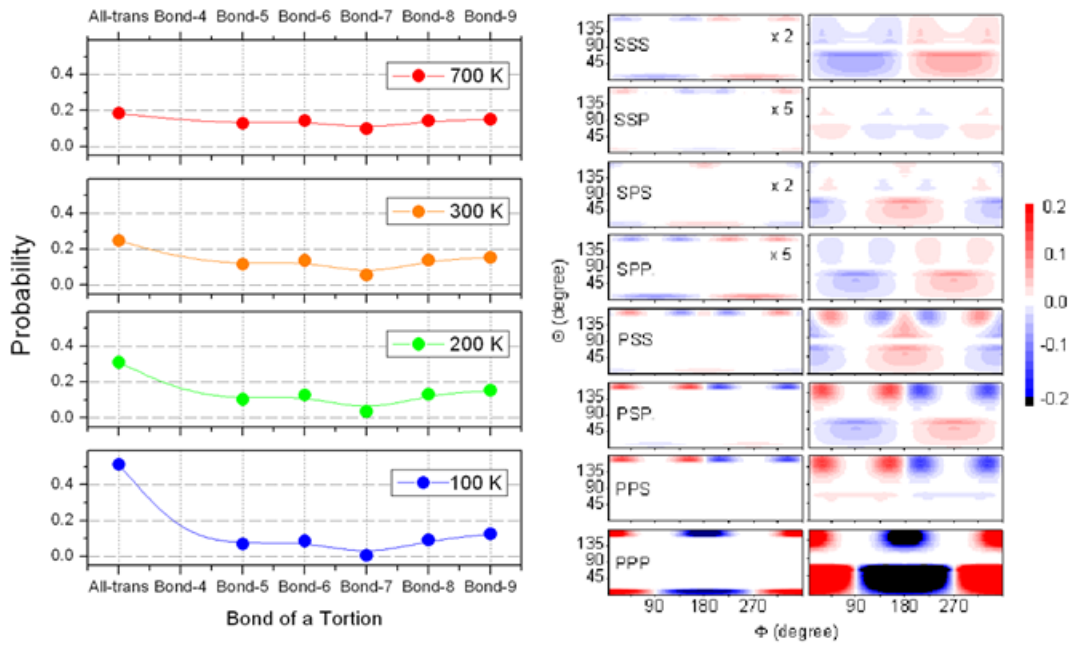 All-trans Bond-4 Bond-5 Bond-6 Bond-7 Bond-8 Bond-9
0.4
0.2
0.0
700 K
0.4
0.2
0.0
300 K
0.4
0.2
0.0
200 K
0.4
0.2
0.0
100 K
All-trans Bond-4 Bond-5 Bond-6 Bond-7 Bond-8 Bond-9
Probability
Bond of a Tortion
135
90
45
SSS
x 2
135
90
45
SSP
x 5
135
90
45
SPS
x 2
135
90
45
SPP
x 5
135
90
45
PSS
135
90
45
PSP
135
90
45
PPS
135
90
45
PPP
90 180 270
90 180 270
Θ (degree)
Φ (degree)
0.2
0.1
0.0
-0.1
-0.2